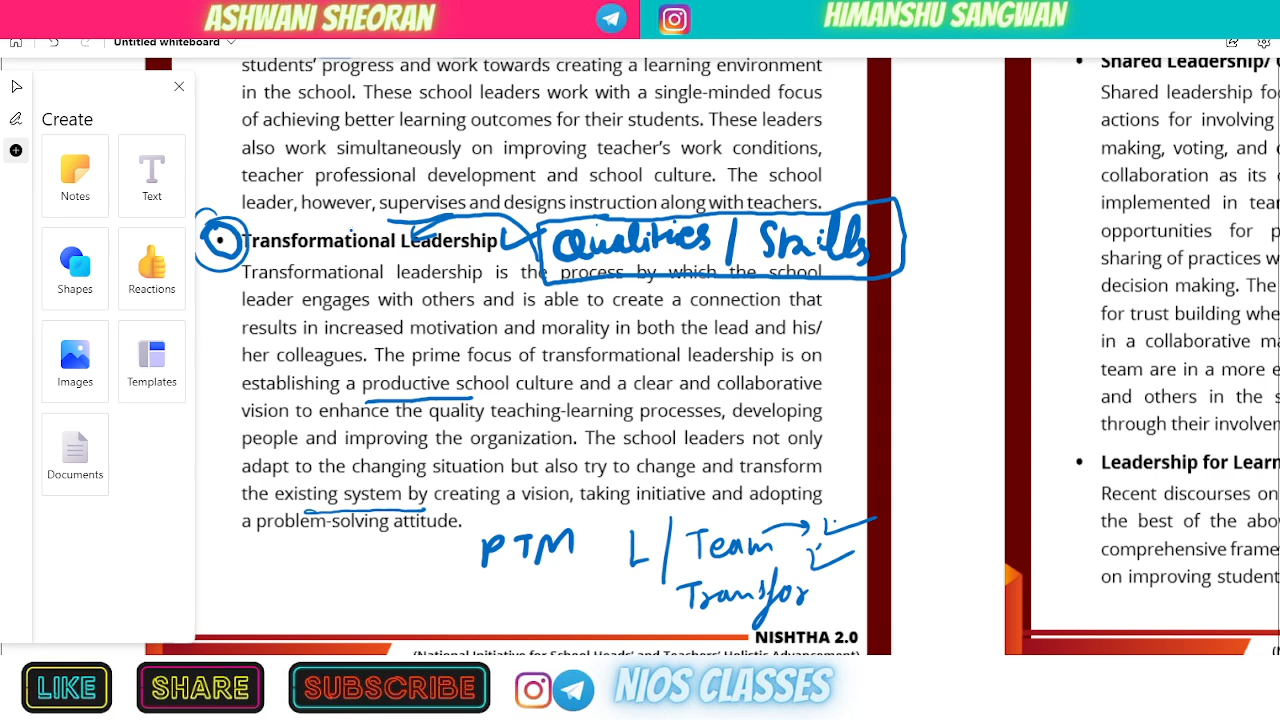 ASHWANI SHEORAN
HIMANSHU SANGWAN
Untitled whiteboard
Create
Notes
Text
Shapes
Reactions
Images
Templates
Documents
students’ progress and work towards creating a learning environment
in the school. These school leaders work with a single-minded focus
of achieving better learning outcomes for their students. These leaders
also work simultaneously on improving teacher’s work conditions,
teacher professional development and school culture. The school
leader, however, supervises and designs instruction along with teachers.
• Transformational Leadership
Qualities / Skills
Transformational leadership is the process by which the school
leader engages with others and is able to create a connection that
results in increased motivation and morality in both the lead and his/
her colleagues. The prime focus of transformational leadership is on
establishing a productive school culture and a clear and collaborative
vision to enhance the quality teaching-learning processes, developing
people and improving the organization. The school leaders not only
adapt to the changing situation but also try to change and transform
the existing system by creating a vision, taking initiative and adopting
a problem-solving attitude.
PTM L / Team
Transfor
NISHTHA 2.0
(National Initiative for School Heads’ and Teachers’ Holistic Advancement)
• Shared Leadership/
Shared leadership
actions for involving
making, voting, and
collaboration as its
implemented in
opportunities for
sharing of practices
decision making. The
for trust building
in a collaborative
team are in a more
and others in the
through their
• Leadership for
Recent discourses on
the best of the
comprehensive
on improving
LIKE
SHARE
SUBSCRIBE
NIOS CLASSES